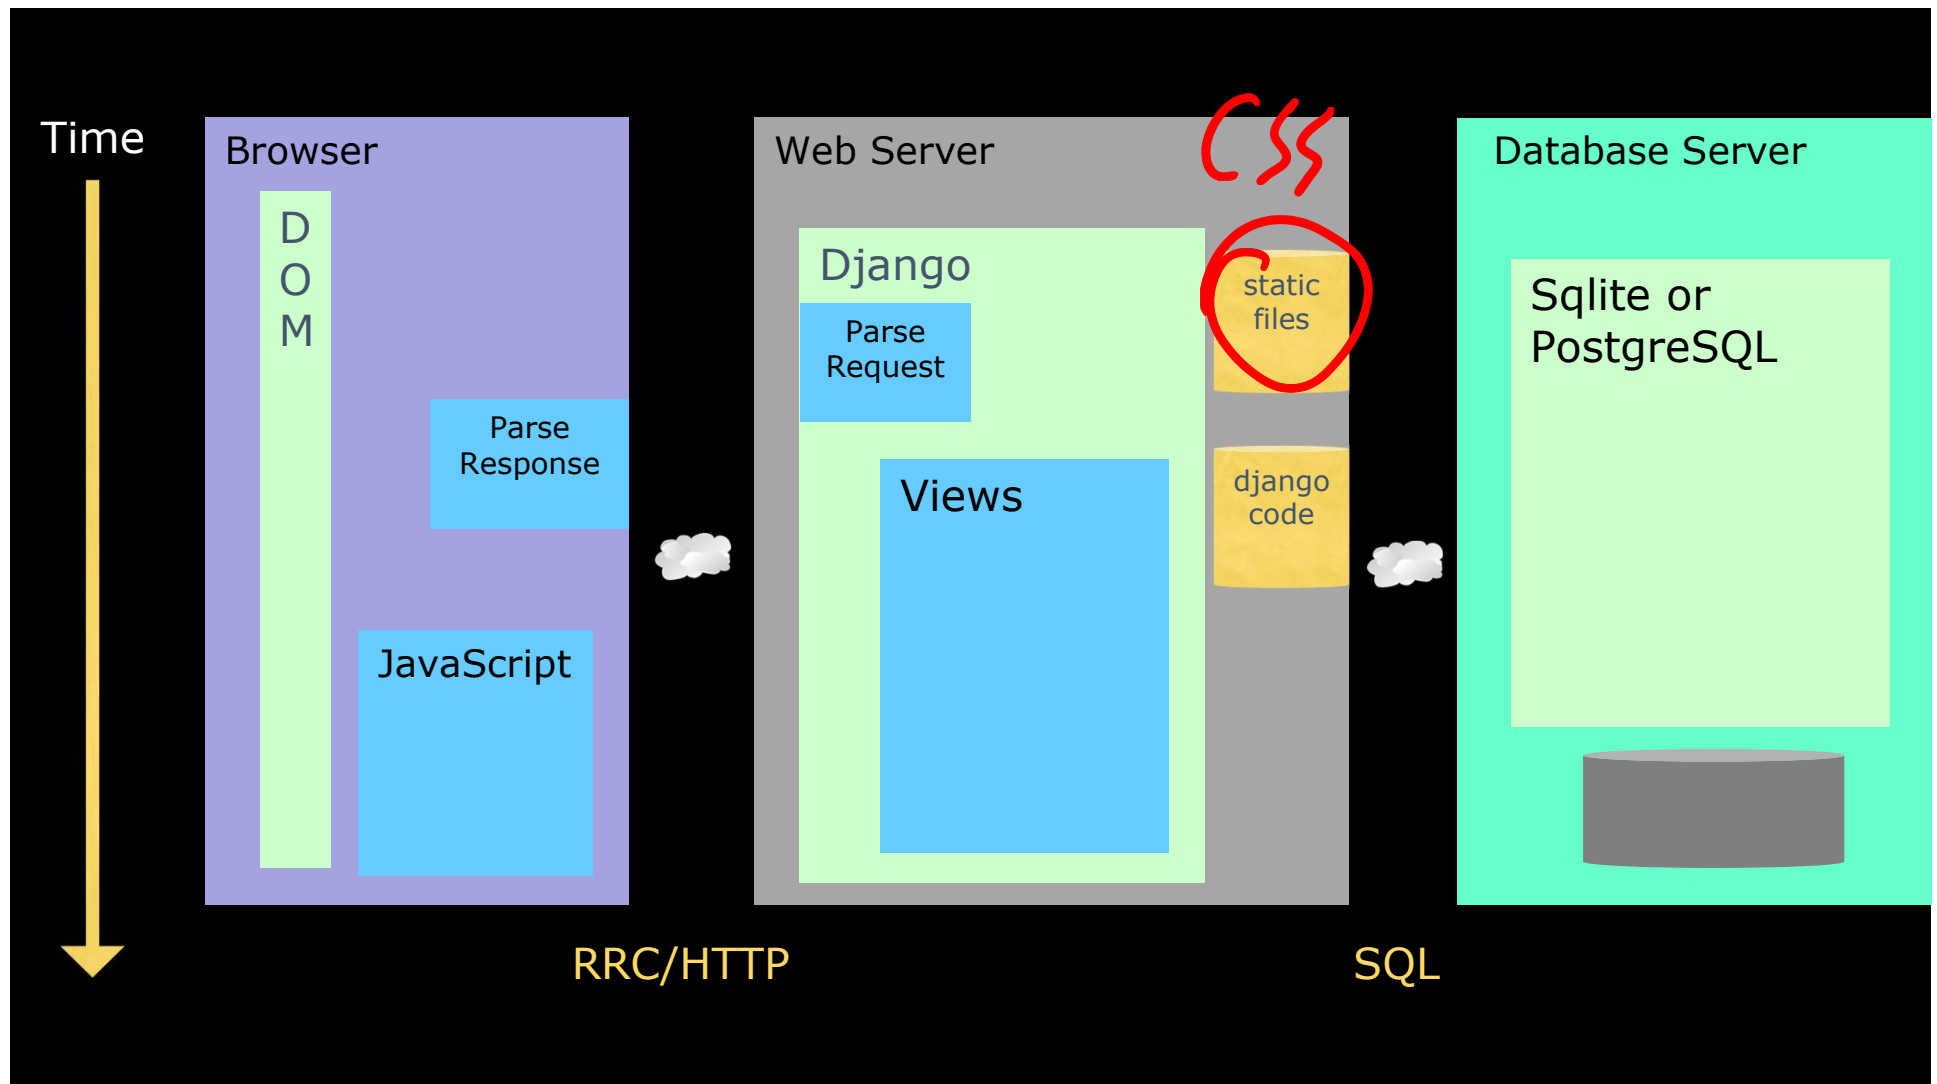 Time
Browser
D
O
M
Parse
Response
JavaScript
Web Server
CSS
Django
Parse
Request
Views
static
files
django
code
Database Server
Sqlite or
PostgreSQL
RRC/HTTP
SQL